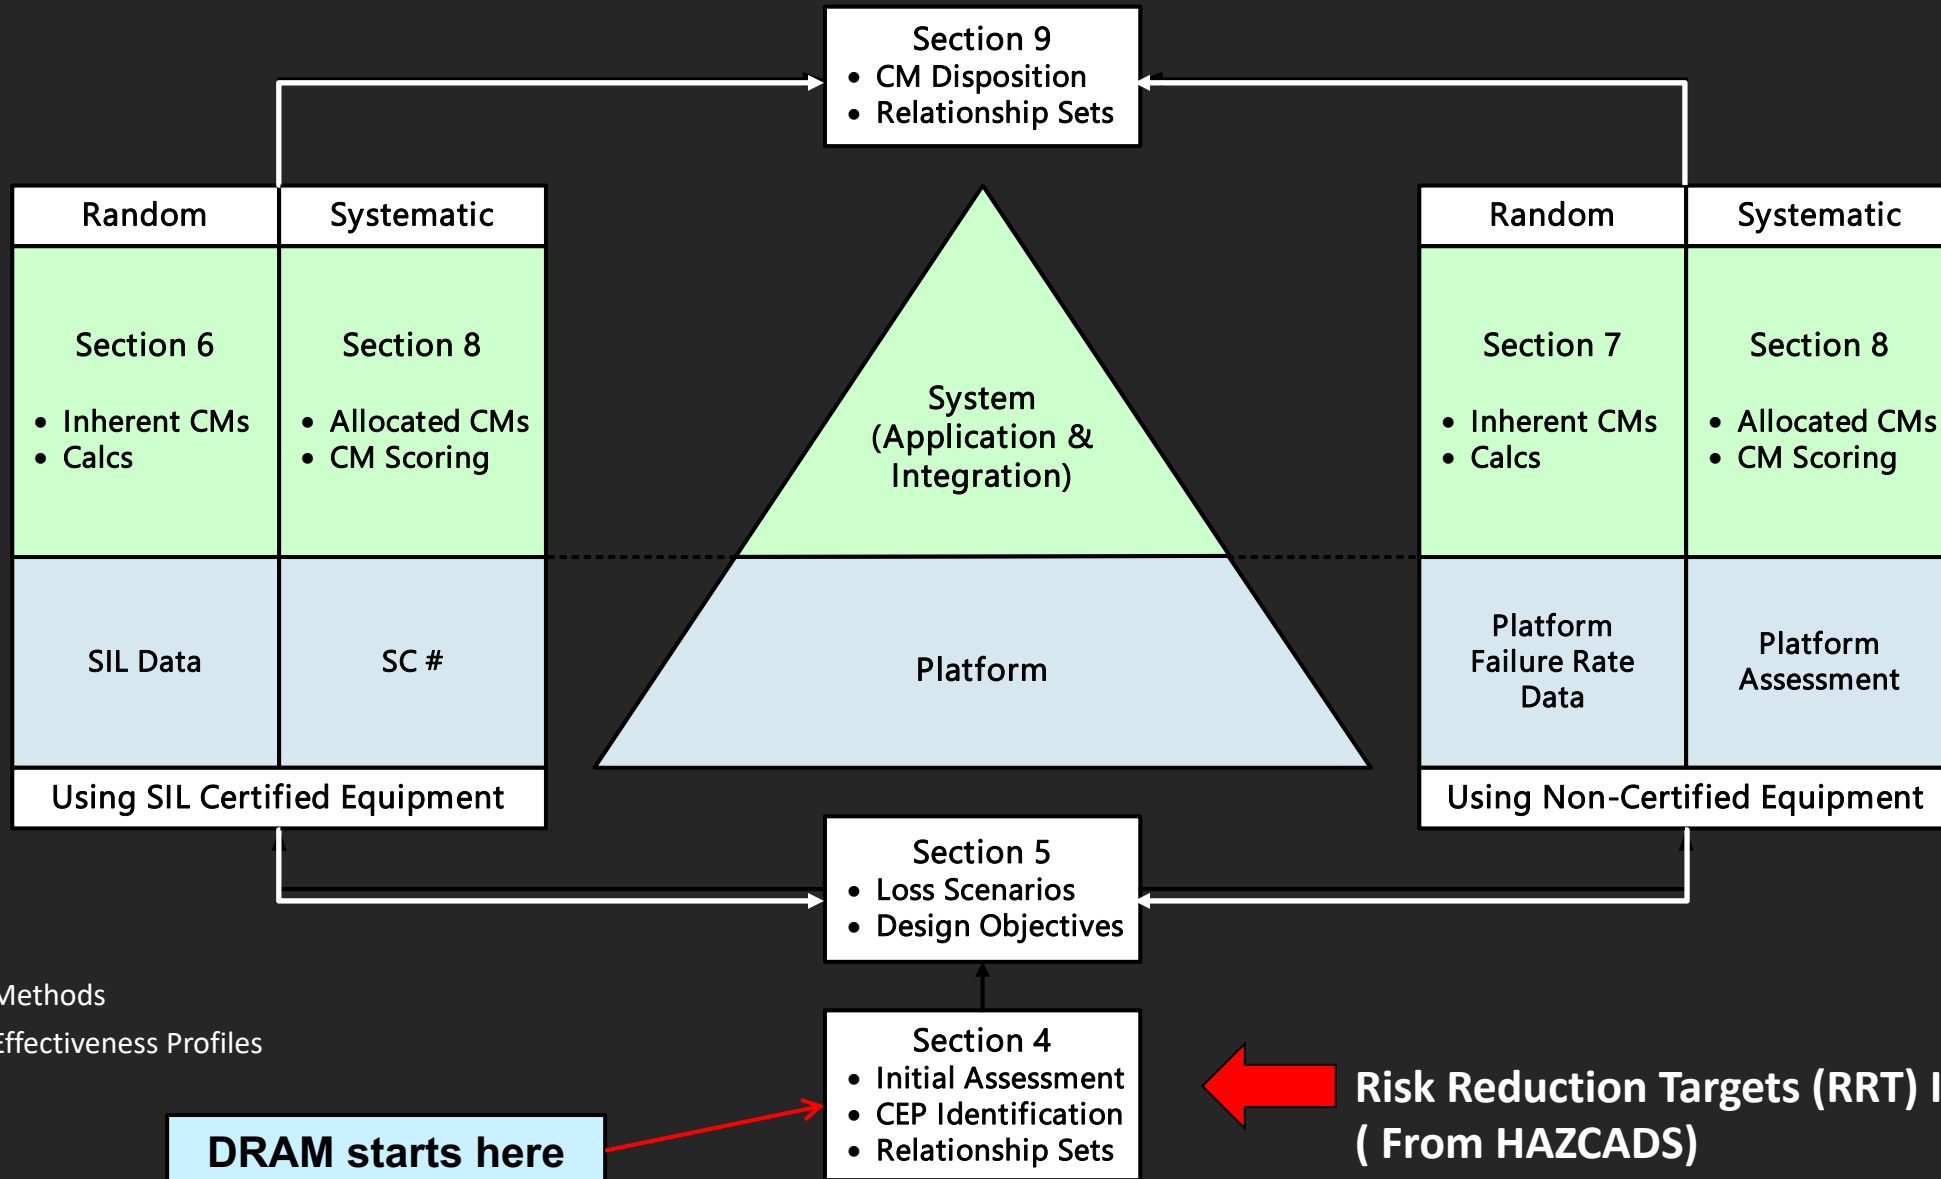 Section 9
• CM Disposition
• Relationship Sets
Random
Systematic
Section 6
• Inherent CMs
• Calcs
Section 8
• Allocated CMs
• CM Scoring
SIL Data
SC #
Using SIL Certified Equipment
System
(Application &
Integration)
Platform
Random
Systematic
Section 7
• Inherent CMs
• Calcs
Section 8
• Allocated CMs
• CM Scoring
Platform
Failure Rate
Data
Platform
Assessment
Using Non-Certified Equipment
Section 5
• Loss Scenarios
• Design Objectives
Methods
Effectiveness Profiles
Section 4
• Initial Assessment
• CEP Identification
• Relationship Sets
DRAM starts here
Risk Reduction Targets (RRT)
( From HAZCADS)